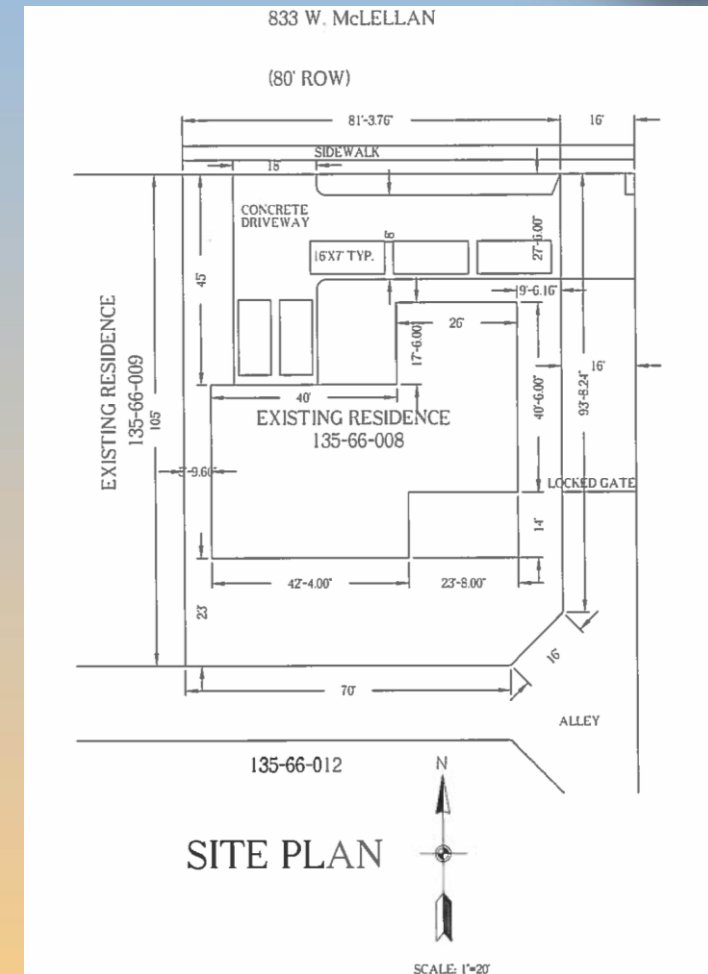 833 W. McLELLAN
(80' ROW)
81'-3.76"
16'
SIDEWALK
18'
CONCRETE
DRIVEWAY
16'X7' TYP.
27'-6.00"
45'
9'-6.16"
26'
17'-6.00"
16'
EXISTING RESIDENCE
135-66-009
105'
40'
EXISTING RESIDENCE
135-66-008
40'-6.00"
93'-8.24"
LOCKED GATE
14'
42'-4.00"
23'-8.00"
23'
16'
70'
ALLEY
135-66-012
N
SITE PLAN
SCALE: 1"=20'